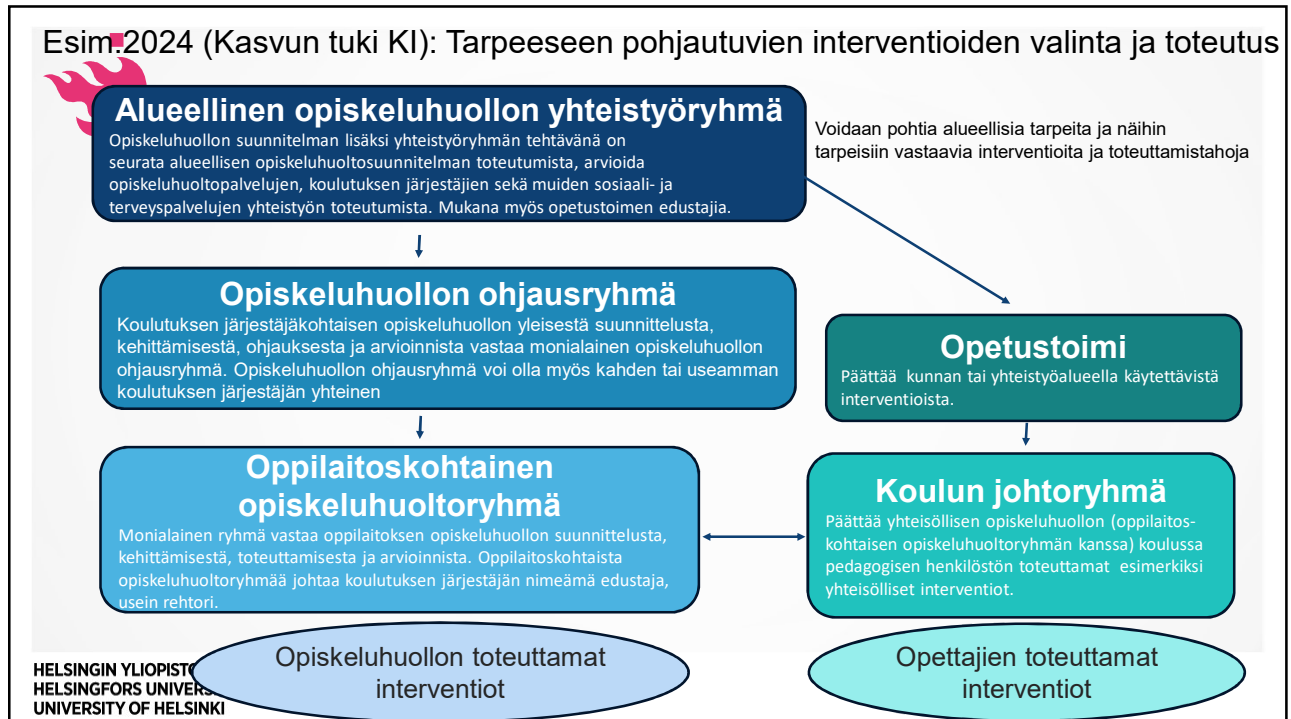 Esim.2024 (Kasvun tuki KI): Tarpeeseen pohjautuvien interventioiden valinta ja toteutus
Alueellinen opiskeluhuollon yhteistyöryhmä
Opiskeluhuollon suunnitelman lisäksi yhteistyöryhmän tehtävänä on
seurata alueellisen opiskeluhuoltosuunnitelman toteutumista, arvioida
opiskeluhuoltopalvelujen, koulutuksen järjestäjien sekä muiden sosiaali- ja
terveyspalvelujen yhteistyön toteutumista. Mukana myös opetustoimen edustajia.
Voidaan pohtia alueellisia tarpeita ja näihin
tarpeisiin vastaavia interventioita ja toteuttamistahoja
Opiskeluhuollon ohjausryhmä
Koulutuksen järjestäjäkohtaisen opiskeluhuollon yleisestä suunnittelusta,
kehittämisestä, ohjauksesta ja arvioinnista vastaa monialainen opiskeluhuollon
ohjausryhmä. Opiskeluhuollon ohjausryhmä voi olla myös kahden tai useamman
koulutuksen järjestäjän yhteinen
Opetustoimi
Päättää kunnan tai yhteistyöalueella käytettävistä
interventioista.
Oppilaitoskohtainen
opiskeluhuoltoryhmä
Monialainen ryhmä vastaa oppilaitoksen opiskeluhuollon suunnittelusta,
kehittämisestä, toteuttamisesta ja arvioinnista. Oppilaitoskohtaista
opiskeluhuoltoryhmää johtaa koulutuksen järjestäjän nimeämä edustaja,
usein rehtori.
Koulun johtoryhmä
Päättää yhteisöllisen opiskeluhuollon (oppilaitos-
kohtaisen opiskeluhuoltoryhmän kanssa) koulussa
pedagogisen henkilöstön toteuttamat esimerkiksi
yhteisölliset interventiot.
Opiskeluhuollon toteuttamat
interventiot
Opettajien toteuttamat
interventiot
HELSINGIN YLIOPISTO
HELSINGFORS UNIVERS
UNIVERSITY OF HELSINKI